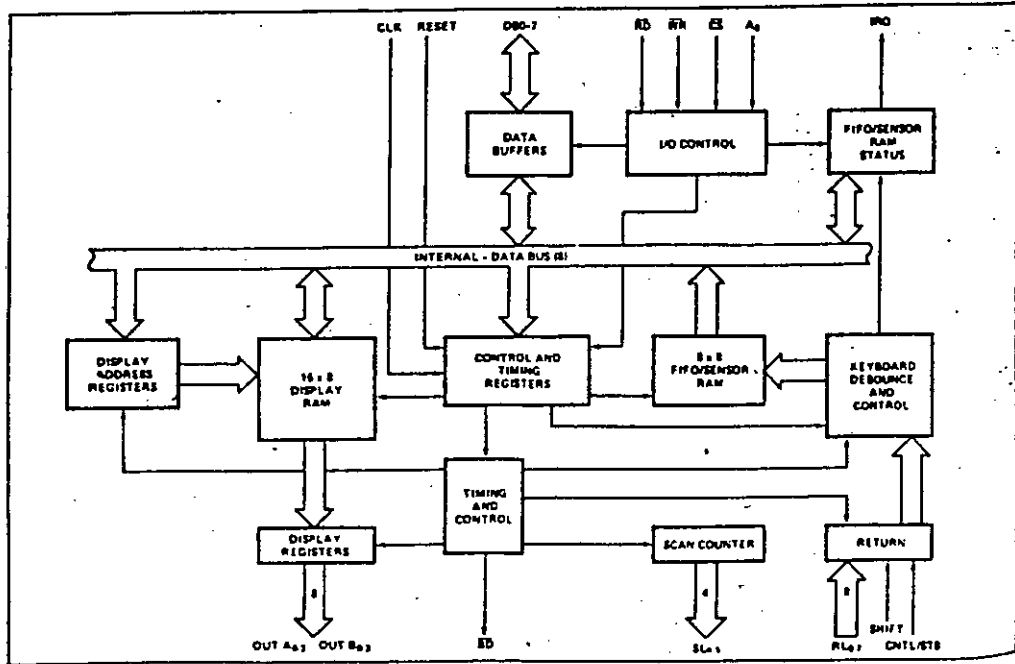 CLK RESET DB0-7 RD WR CS A0 IRQ
DATA
BUFFERS
I/O CONTROL
FIFO/SENSOR
RAM
STATUS
INTERNAL - DATA BUS (8)
DISPLAY
ADDRESS
REGISTERS
16 x 8
DISPLAY
RAM
CONTROL AND
TIMING
REGISTERS
8 x 8
FIFO/SENSOR
RAM
KEYBOARD
DEBOUNCE
AND
CONTROL
TIMING
AND
CONTROL
DISPLAY
REGISTERS
SCAN COUNTER
RETURN
8
4
8
SHIFT
OUT A0-3 OUT B0-3 BD SL0-3 RL0-7 CNTL/STB